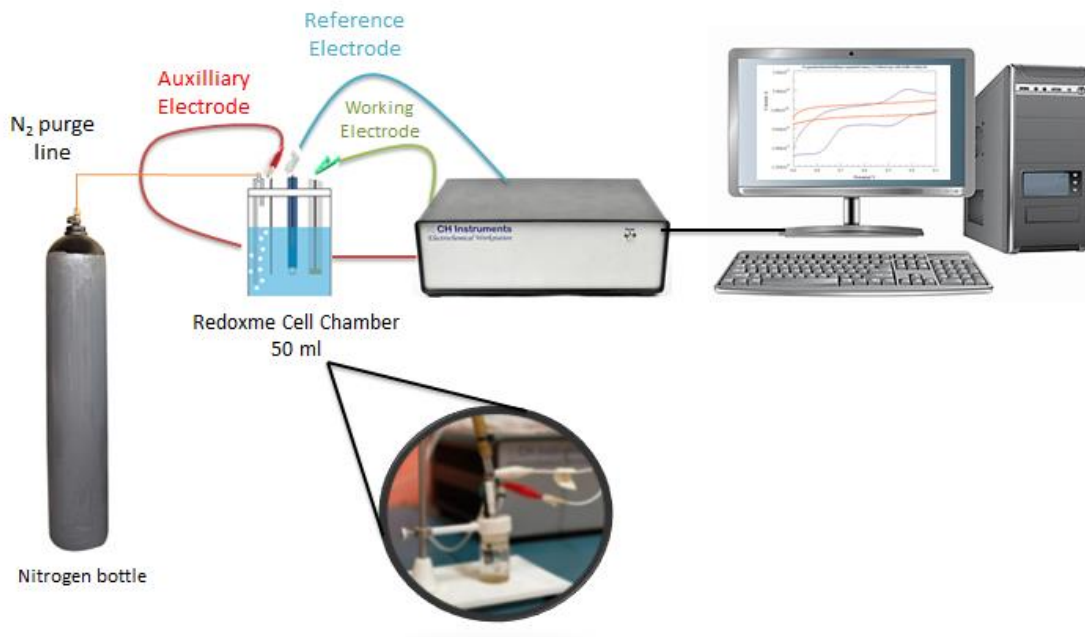 Reference
Electrode
Auxilliary
Electrode
Working
Electrode
N₂ purge
line
CH Instruments
Electrochemical Workstation
Redoxme Cell Chamber
50 ml
Nitrogen bottle